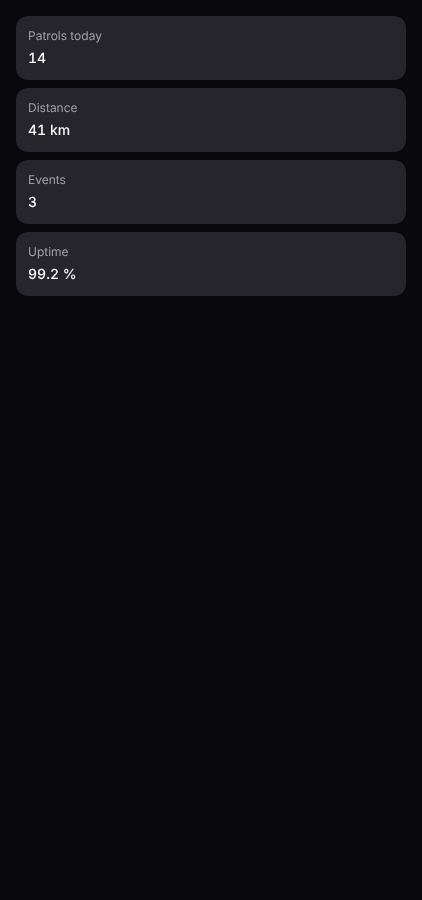 Patrols today
14
Distance
41 km
Events
3
Uptime
99.2 %